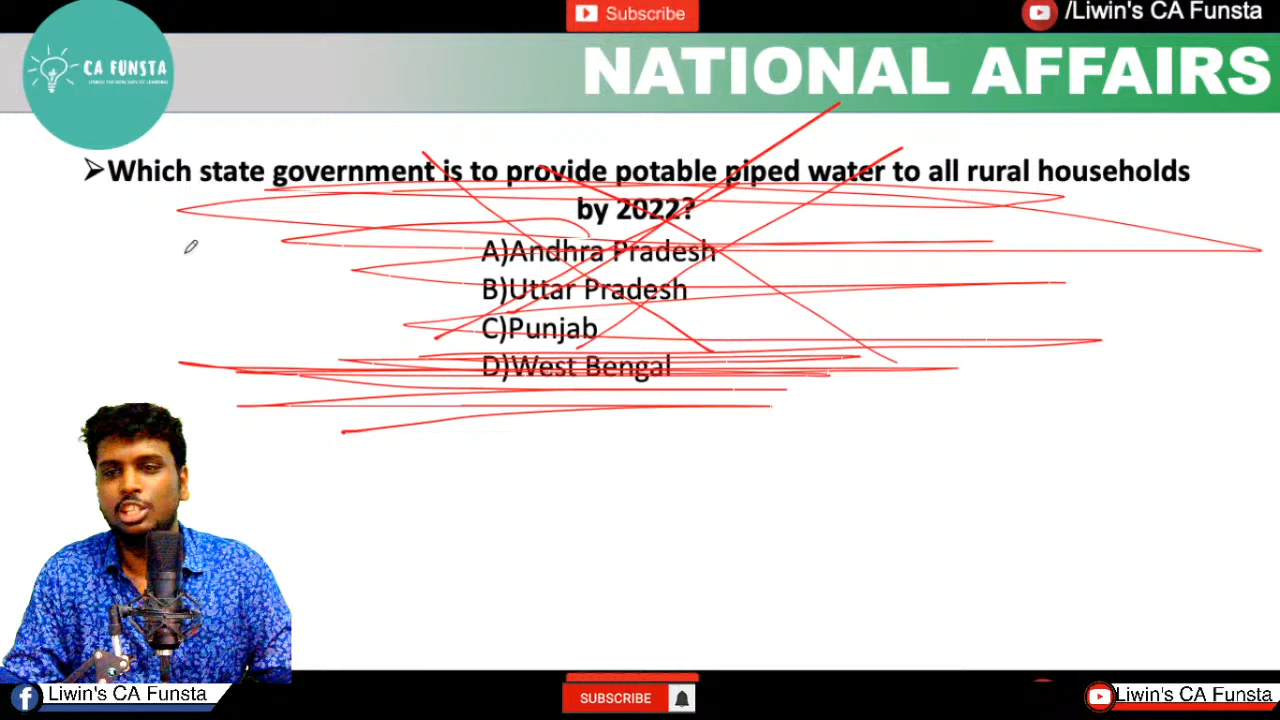 Subscribe
/Liwin's CA Funsta
CA FUNSTA
NATIONAL AFFAIRS
➢Which state government is to provide potable piped water to all rural households
by 2022?
A)Andhra Pradesh
B)Uttar Pradesh
C)Punjab
D)West Bengal
Liwin's CA Funsta
SUBSCRIBE
Liwin's CA Funsta